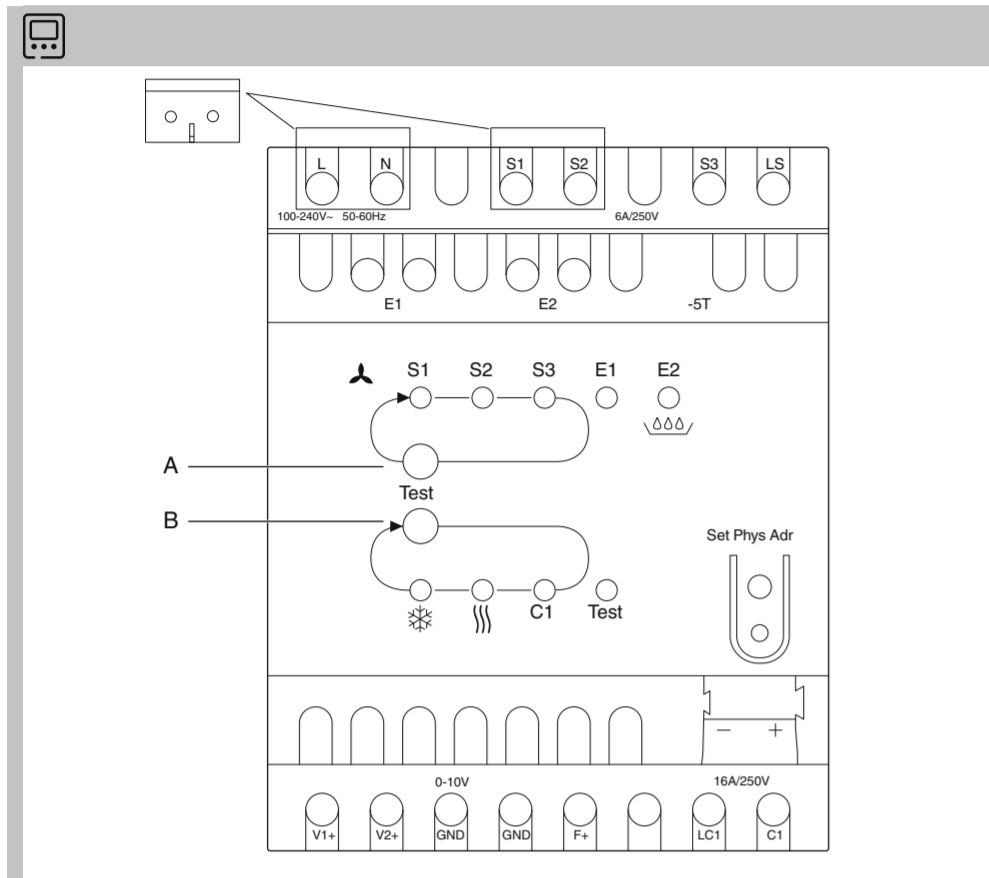 L N S1 S2 S3 LS
100-240V~ 50-60Hz 6A/250V
E1 E2 -5T
S1 S2 S3 E1 E2
A
Test
B
Set Phys Adr
C1 Test
- +
0-10V 16A/250V
V1+ V2+ GND GND F+ LC1 C1